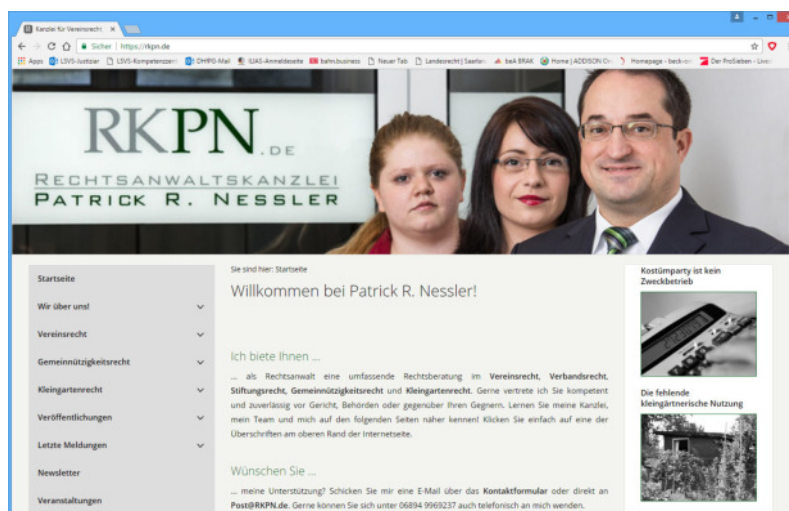 Kanzlei für Vereinsrecht,
Sicher | https://rkpn.de
Apps LSVS-Justiziar LSVS-Kompetenzzen DHfPG-Mail IUAS-Anmeldeseite bahn.business Neuer Tab Landesrecht | Saarlan beA BRAK Home | ADDISON On Homepage - beck-on Der ProSieben - Live
RKPN.DE
RECHTSANWALTSKANZLEI
PATRICK R. NESSLER
Startseite
Wir über uns!
Vereinsrecht
Gemeinnützigkeitsrecht
Kleingartenrecht
Veröffentlichungen
Letzte Meldungen
Newsletter
Veranstaltungen
Sie sind hier: Startseite
Willkommen bei Patrick R. Nessler!
Ich biete Ihnen ...
... als Rechtsanwalt eine umfassende Rechtsberatung im Vereinsrecht, Verbandsrecht,
Stiftungsrecht, Gemeinnützigkeitsrecht und Kleingartenrecht. Gerne vertrete ich Sie kompetent
und zuverlässig vor Gericht, Behörden oder gegenüber Ihren Gegnern. Lernen Sie meine Kanzlei,
mein Team und mich auf den folgenden Seiten näher kennen! Klicken Sie einfach auf eine der
Überschriften am oberen Rand der Internetseite.
Wünschen Sie ...
... meine Unterstützung? Schicken Sie mir eine E-Mail über das Kontaktformular oder direkt an
Post@RKPN.de. Gerne können Sie sich unter 06894 9969237 auch telefonisch an mich wenden.
Kostümparty ist kein
Zweckbetrieb
Die fehlende
kleingärtnerische Nutzung